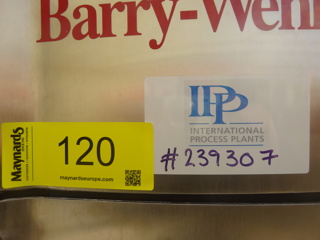 Barry-Wehm
IPP
INTERNATIONAL
PROCESS PLANTS
#239307
Maynards
120
maynardseurope.com